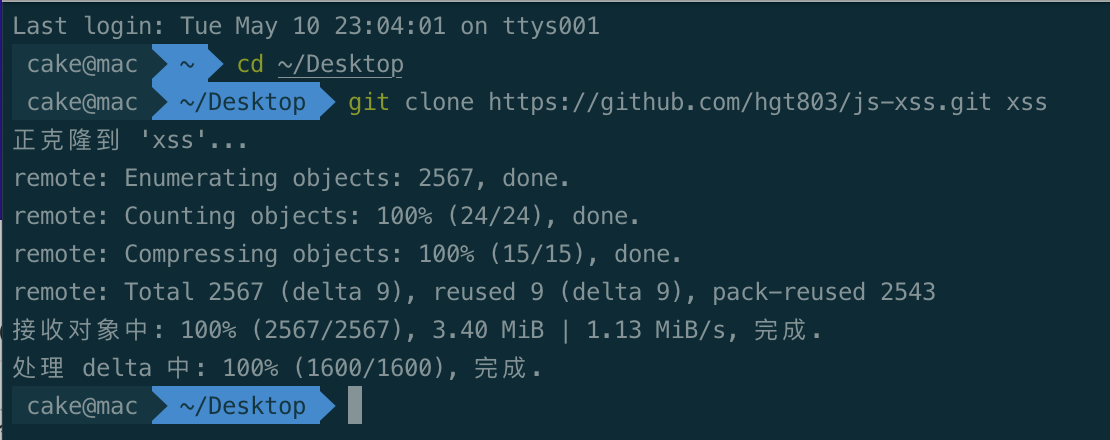 Last login: Tue May 10 23:04:01 on ttys001
cake@mac ~ cd ~/Desktop
cake@mac ~/Desktop git clone https://github.com/hgt803/js-xss.git xss
正克隆到 'xss'...
remote: Enumerating objects: 2567, done.
remote: Counting objects: 100% (24/24), done.
remote: Compressing objects: 100% (15/15), done.
remote: Total 2567 (delta 9), reused 9 (delta 9), pack-reused 2543
接收对象中: 100% (2567/2567), 3.40 MiB | 1.13 MiB/s, 完成.
处理 delta 中: 100% (1600/1600), 完成.
cake@mac ~/Desktop